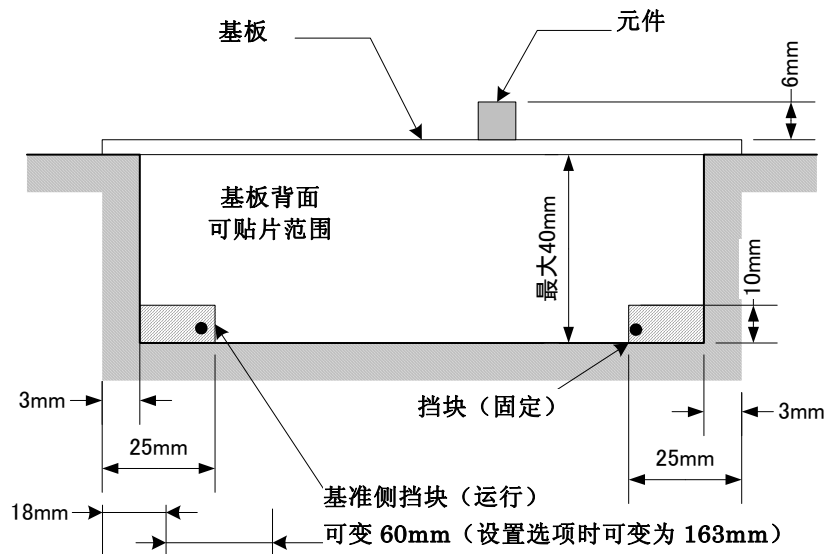 基板
元件
6mm
基板背面
可贴片范围
最大40mm
10mm
3mm
挡块（固定）
3mm
25mm
25mm
基准侧挡块（运行）
18mm
可变 60mm（设置选项时可变为 163mm）